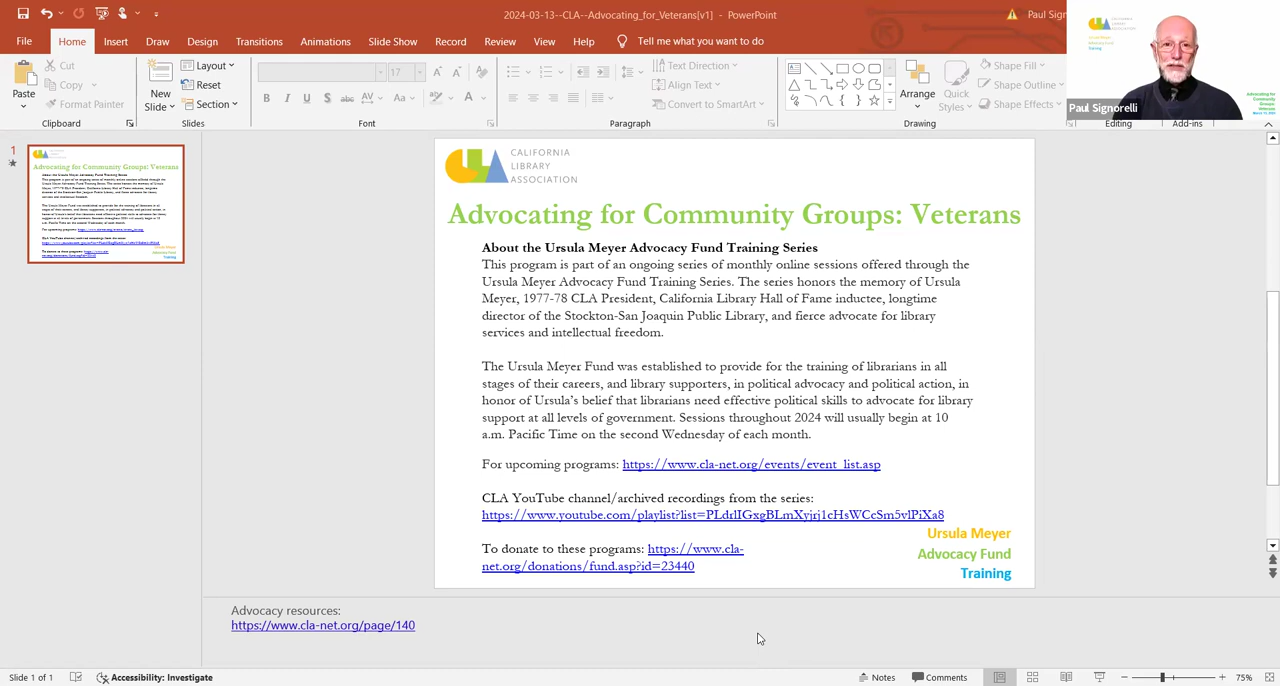 2024-03-13--CLA--Advocating_for_Veterans[v1] - PowerPoint
Paul Sign
File Home Insert Draw Design Transitions Animations Slide Show Record Review View Help Tell me what you want to do
Paste
Cut
Copy
Format Painter
Clipboard
New
Slide
Layout
Reset
Section
Slides
17
B I U S abc AV Aa A
Font
Text Direction
Align Text
Convert to SmartArt
Paragraph
Arrange
Quick
Styles
Shape Fill
Shape Outline
Shape Effects
Drawing
Editing
Add-ins
Paul Signorelli
1
CALIFORNIA
LIBRARY
ASSOCIATION
Advocating for Community Groups: Veterans
About the Ursula Meyer Advocacy Fund Training Series
This program is part of an ongoing series of monthly online sessions offered through the
Ursula Meyer Advocacy Fund Training Series. The series honors the memory of Ursula
Meyer, 1977-78 CLA President, California Library Hall of Fame inductee, longtime
director of the Stockton-San Joaquin Public Library, and fierce advocate for library
services and intellectual freedom.
The Ursula Meyer Fund was established to provide for the training of librarians in all
stages of their careers, and library supporters, in political advocacy and political action, in
honor of Ursula's belief that librarians need effective political skills to advocate for library
support at all levels of government. Sessions throughout 2024 will usually begin at 10
a.m. Pacific Time on the second Wednesday of each month.
For upcoming programs: https://www.cla-net.org/events/event_list.asp
CLA YouTube channel/archived recordings from the series:
https://www.youtube.com/playlist?list=PLdrlIGxgBLmXyjrj1cHsWCcSm5vlPiXa8
To donate to these programs: https://www.cla-
net.org/donations/fund.asp?id=23440
Ursula Meyer
Advocacy Fund
Training
Advocacy resources:
https://www.cla-net.org/page/140
Slide 1 of 1 Accessibility: Investigate Notes Comments 75%